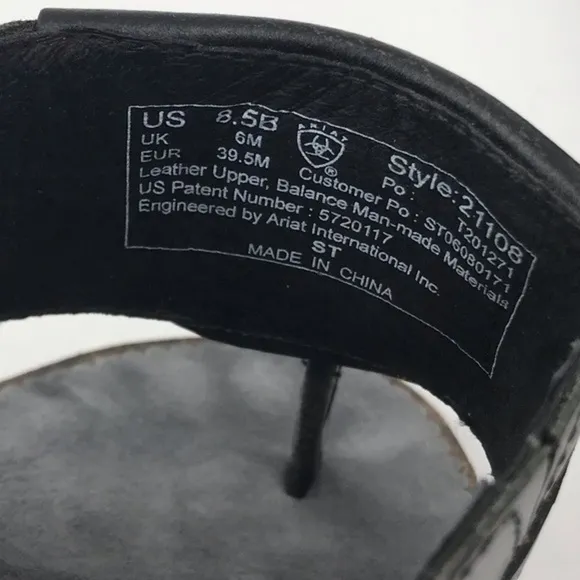 US 8.5B
UK 6M
EUR 39.5M
ARIAT
®
Style: 21108
Po : T201271
Customer Po : ST06080171
Leather Upper, Balance Man-made Materials
US Patent Number : 5720117
Engineered by Ariat International Inc.
ST
MADE IN CHINA